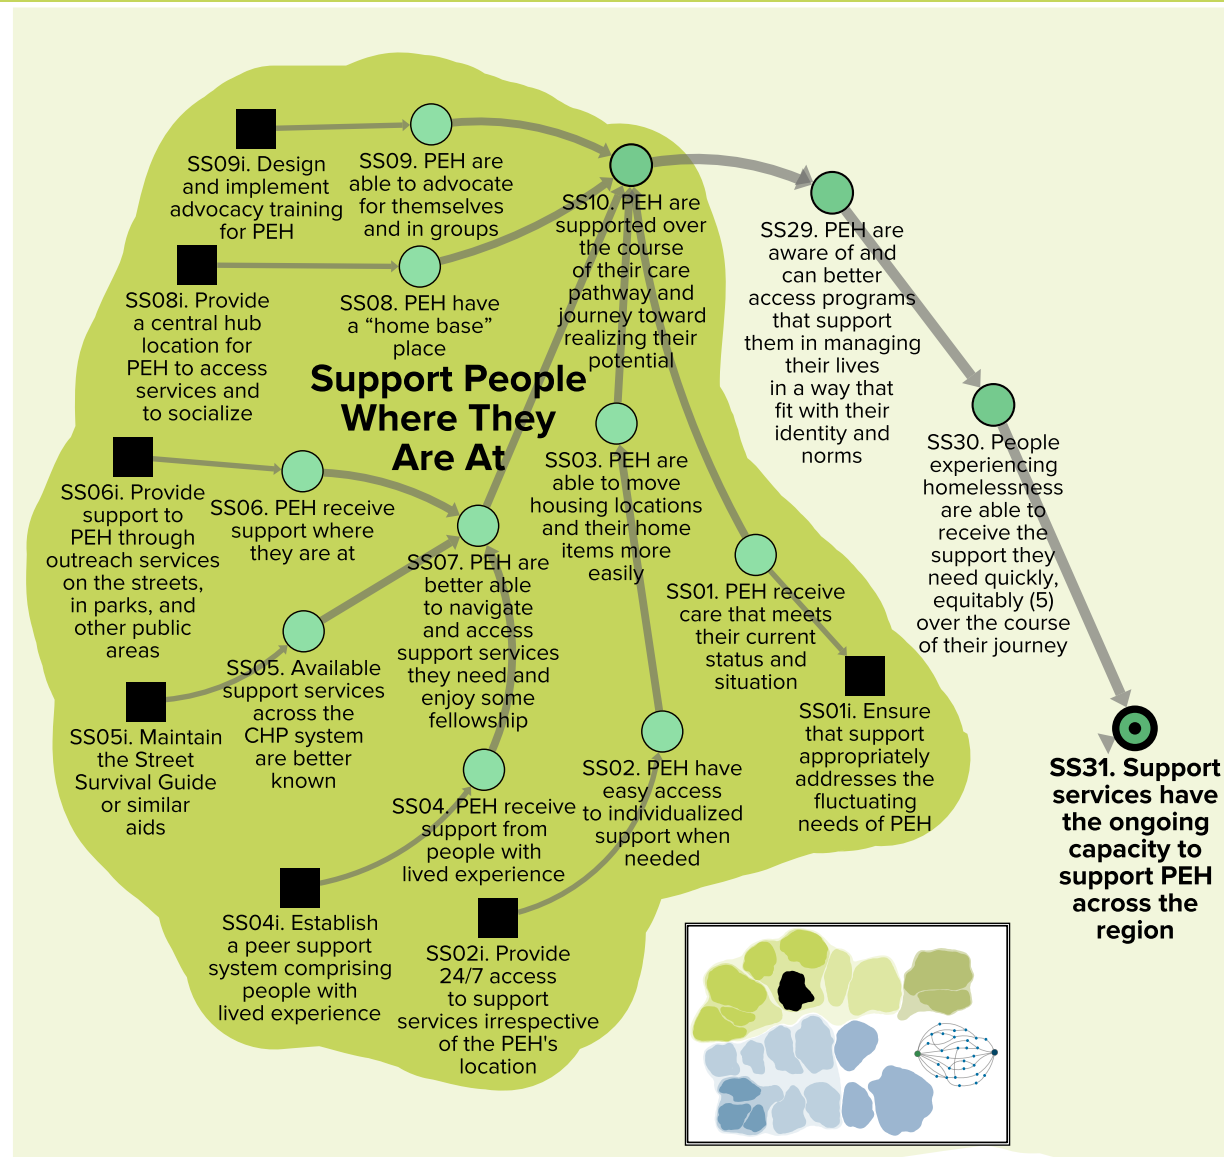 SS09i. Design
and implement
advocacy training
for PEH
SS09. PEH are
able to advocate
for themselves
and in groups
SS10. PEH are
supported over
the course
of their care
pathway and
journey toward
realizing their
potential
SS29. PEH are
aware of and
can better
access programs
that support
them in managing
their lives
in a way that
fit with their
identity and
norms
SS08i. Provide
a central hub
location for
PEH to access
services and
to socialize
SS08. PEH have
a “home base”
place
Support People
Where They
Are At
SS03. PEH are
able to move
housing locations
and their home
items more
easily
SS30. People
experiencing
homelessness
are able to
receive the
support they
need quickly,
equitably (5)
over the course
of their journey
SS06i. Provide
support to
PEH through
outreach services
on the streets,
in parks, and
other public
areas
SS06. PEH receive
support where
they are at
SS07. PEH are
better able
to navigate
and access
support services
they need and
enjoy some
fellowship
SS01. PEH receive
care that meets
their current
status and
situation
SS05. Available
support services
across the
CHP system
are better
known
SS05i. Maintain
the Street
Survival Guide
or similar
aids
SS01i. Ensure
that support
appropriately
addresses the
fluctuating
needs of PEH
SS31. Support
services have
the ongoing
capacity to
support PEH
across the
region
SS04. PEH receive
support from
people with
lived experience
SS02. PEH have
easy access
to individualized
support when
needed
SS04i. Establish
a peer support
system comprising
people with
lived experience
SS02i. Provide
24/7 access
to support
services irrespective
of the PEH's
location